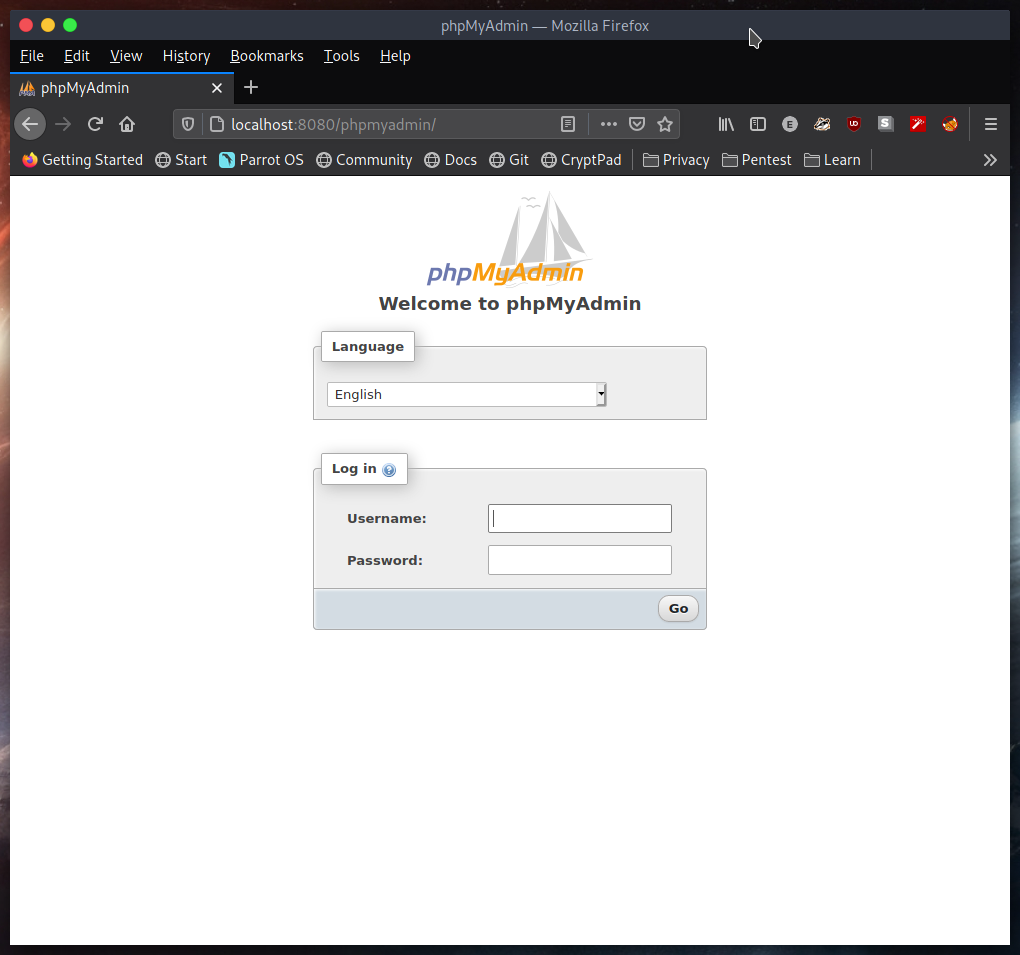 phpMyAdmin — Mozilla Firefox
File Edit View History Bookmarks Tools Help
phpMyAdmin
localhost:8080/phpmyadmin/
E UD S
Getting Started Start Parrot OS Community Docs Git CryptPad Privacy Pentest Learn
phpMyAdmin
Welcome to phpMyAdmin
Language
English
Log in ?
Username:
Password:
Go